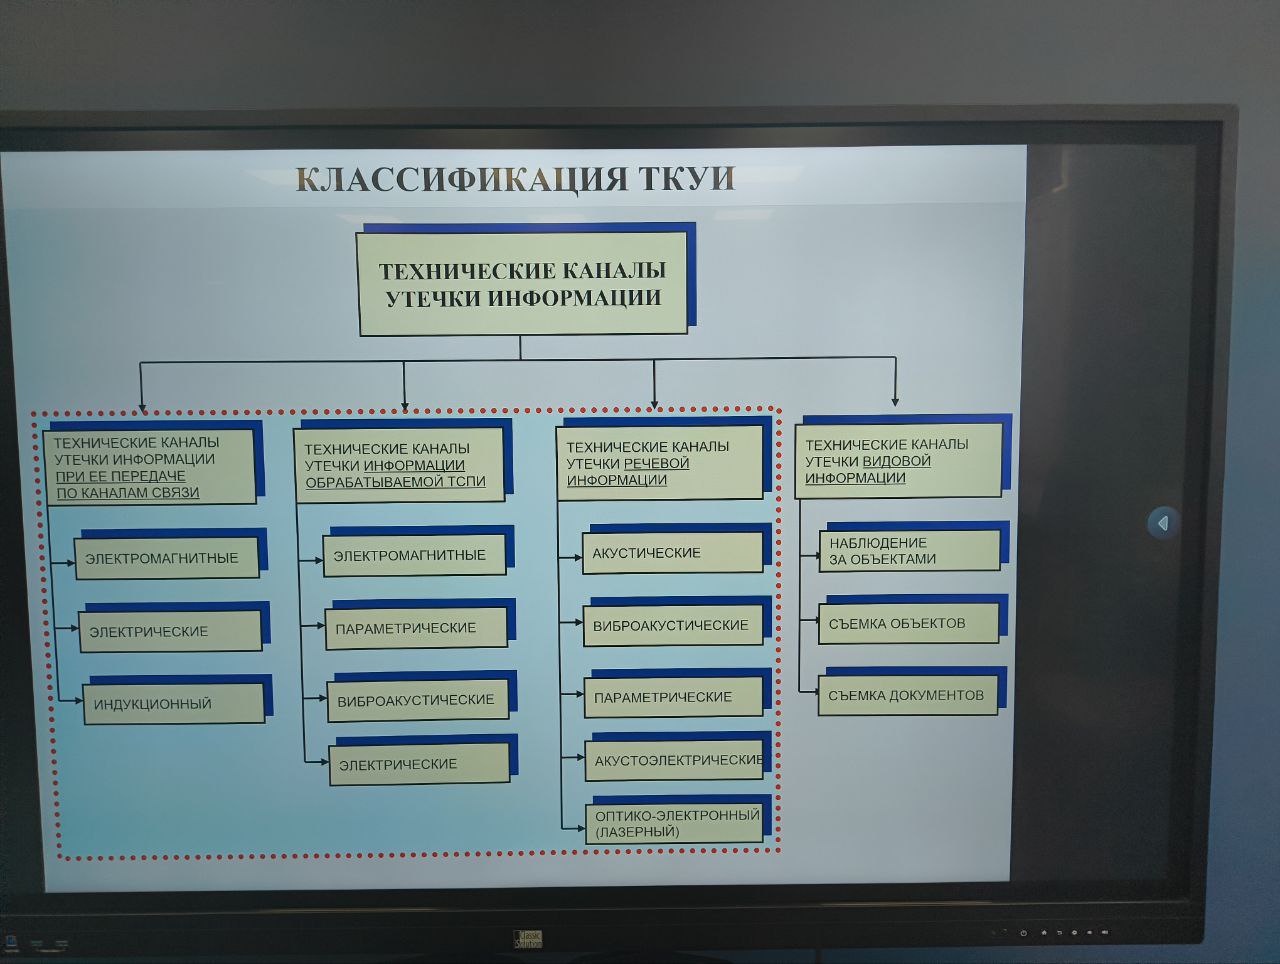 КЛАССИФИКАЦИЯ ТКУИ
ТЕХНИЧЕСКИЕ КАНАЛЫ
УТЕЧКИ ИНФОРМАЦИИ
ТЕХНИЧЕСКИЕ КАНАЛЫ
УТЕЧКИ ИНФОРМАЦИИ
ПРИ ЕЕ ПЕРЕДАЧЕ
ПО КАНАЛАМ СВЯЗИ
ЭЛЕКТРОМАГНИТНЫЕ
ЭЛЕКТРИЧЕСКИЕ
ИНДУКЦИОННЫЙ
ТЕХНИЧЕСКИЕ КАНАЛЫ
УТЕЧКИ ИНФОРМАЦИИ
ОБРАБАТЫВАЕМОЙ ТСПИ
ЭЛЕКТРОМАГНИТНЫЕ
ПАРАМЕТРИЧЕСКИЕ
ВИБРОАКУСТИЧЕСКИЕ
ЭЛЕКТРИЧЕСКИЕ
ТЕХНИЧЕСКИЕ КАНАЛЫ
УТЕЧКИ РЕЧЕВОЙ
ИНФОРМАЦИИ
АКУСТИЧЕСКИЕ
ВИБРОАКУСТИЧЕСКИЕ
ПАРАМЕТРИЧЕСКИЕ
АКУСТОЭЛЕКТРИЧЕСКИЕ
ОПТИКО-ЭЛЕКТРОННЫЙ
(ЛАЗЕРНЫЙ)
ТЕХНИЧЕСКИЕ КАНАЛЫ
УТЕЧКИ ВИДОВОЙ
ИНФОРМАЦИИ
НАБЛЮДЕНИЕ
ЗА ОБЪЕКТАМИ
СЪЕМКА ОБЪЕКТОВ
СЪЕМКА ДОКУМЕНТОВ
Classic
Solution